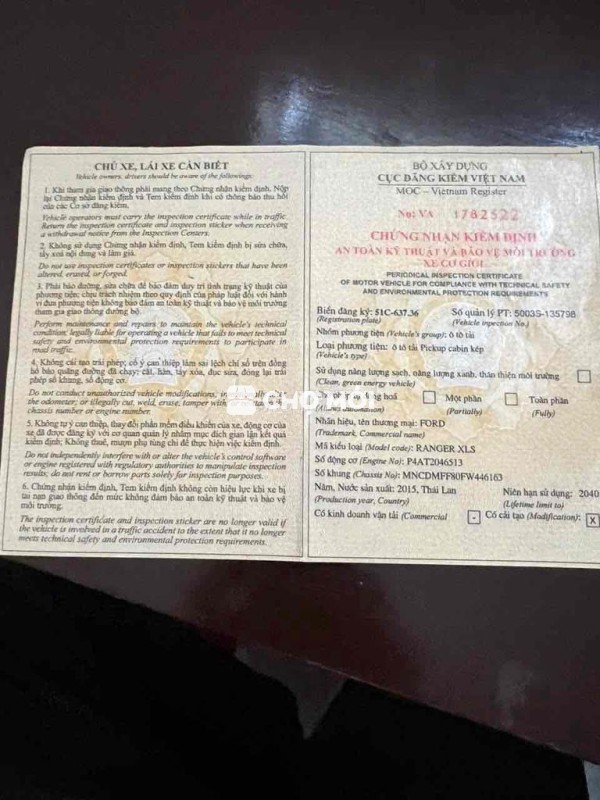 CHỦ XE, LÁI XE CẦN BIẾT
Vehicle owners, drivers should be aware of the followings:
1. Khi tham gia giao thông phải mang theo Chứng nhận kiểm định. Nộp
lại Chứng nhận kiểm định và Tem kiểm định khi có thông báo thu hồi
của các Cơ sở đăng kiểm.
Vehicle operators must carry the inspection certificate while in traffic.
Return the inspection certificate and inspection sticker when receiving
a withdrawal notice from the Inspection Centers.
2. Không sử dụng Chứng nhận kiểm định, Tem kiểm định bị sửa chữa,
tẩy xoá nội dung và làm giả.
Do not use inspection certificates or inspection stickers that have been
altered, erased, or forged.
3. Phải bảo dưỡng, sửa chữa để bảo đảm duy trì tình trạng kỹ thuật của
phương tiện; chịu trách nhiệm theo quy định của pháp luật đối với hành
vi đưa phương tiện không bảo đảm an toàn kỹ thuật và bảo vệ môi trường
tham gia giao thông đường bộ.
Perform maintenance and repairs to maintain the vehicle's technical
condition; legally liable for operating a vehicle that fails to meet technical
safety and environmental protection requirements to participate in
road traffic.
4. Không cải tạo trái phép; cố ý can thiệp làm sai lệch chỉ số trên đồng
hồ báo quãng đường đã chạy; cắt, hàn, tẩy xóa, đục sửa, đóng lại trái
phép số khung, số động cơ.
Do not conduct unauthorized vehicle modifications,
the odometer; or illegally cut, weld, erase, tamper with
chassis number or engine number.
5. Không tự ý can thiệp, thay đổi phần mềm điều khiển của xe, động cơ của
xe đã được đăng ký với cơ quan quản lý nhằm mục đích gian lận kết quả
kiểm định; Không thuê, mượn phụ tùng chỉ để thực hiện việc kiểm định.
Do not independently interfere with or alter the vehicle's control software
or engine registered with regulatory authorities to manipulate inspection
results; do not rent or borrow parts solely for inspection purposes.
6. Chứng nhận kiểm định, Tem kiểm định không còn hiệu lực khi xe bị
tai nạn giao thông đến mức không đảm bảo an toàn kỹ thuật và bảo vệ
môi trường.
The inspection certificate and inspection sticker are no longer valid if
the vehicle is involved in a traffic accident to the extent that it no longer
meets technical safety and environmental protection requirements.
BỘ XÂY DỰNG
CỤC ĐĂNG KIỂM VIỆT NAM
MOC – Vietnam Register
No: VA 1782522
CHỨNG NHẬN KIỂM ĐỊNH
AN TOÀN KỸ THUẬT VÀ BẢO VỆ MÔI TRƯỜNG
XE CƠ GIỚI
PERIODICAL INSPECTION CERTIFICATE
OF MOTOR VEHICLE FOR COMPLIANCE WITH TECHNICAL SAFETY
AND ENVIRONMENTAL PROTECTION REQUIREMENTS
Biển đăng ký: 51C-637.36 Số quản lý PT: 5003S-135798
(Registration plate) (Vehicle inpection No.)
Nhóm phương tiện (Vehicle's group): ô tô tải
Loại phương tiện: ô tô tải Pickup cabin kép
(Vehicle's type)
Sử dụng năng lượng sạch, năng lượng xanh, thân thiện môi trường
(Clean, green energy vehicle)
hoá Một phần Toàn phần
(Partially) (Fully)
CHỢ MỚI
Nhãn hiệu, tên thương mại: FORD
(Trademark, Commercial name)
Mã kiểu loại (Model code): RANGER XLS
Số động cơ (Engine No): P4AT2046513
Số khung (Chassis No): MNCDMFF80FW446163
Năm, Nước sản xuất: 2015, Thái Lan Niên hạn sử dụng: 2040
(Production year, Country) (Lifetime limit to)
Có kinh doanh vận tải (Commercial - Có cải tạo (Modification): X